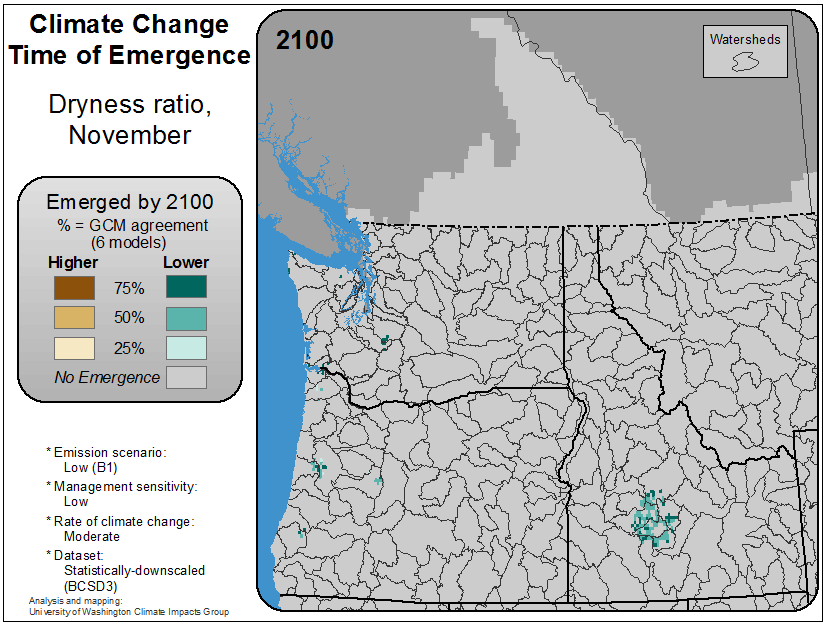 Climate Change
Time of Emergence
Dryness ratio,
November
Emerged by 2100
% = GCM agreement
(6 models)
Higher Lower
75%
50%
25%
No Emergence
* Emission scenario:
Low (B1)
* Management sensitivity:
Low
* Rate of climate change:
Moderate
* Dataset:
Statistically-downscaled
(BCSD3)
Analysis and mapping:
University of Washington Climate Impacts Group
2100
Watersheds